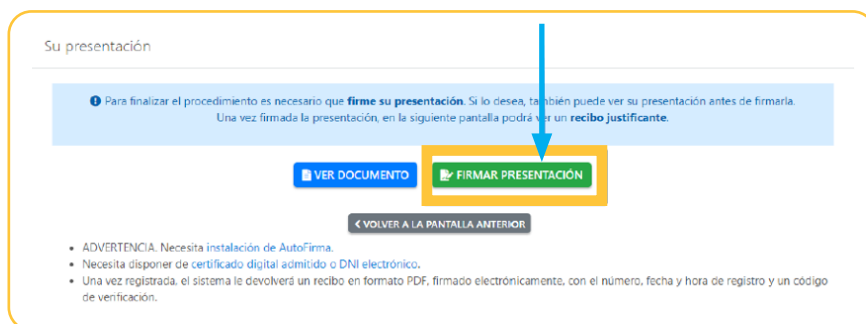 Su presentación
Para finalizar el procedimiento es necesario que firme su presentación. Si lo desea, también puede ver su presentación antes de firmarla.
Una vez firmada la presentación, en la siguiente pantalla podrá ver un recibo justificante.
VER DOCUMENTO FIRMAR PRESENTACIÓN
VOLVER A LA PANTALLA ANTERIOR
ADVERTENCIA. Necesita instalación de AutoFirma.
Necesita disponer de certificado digital admitido o DNI electrónico.
Una vez registrada, el sistema le devolverá un recibo en formato PDF, firmado electrónicamente, con el número, fecha y hora de registro y un código
de verificación.